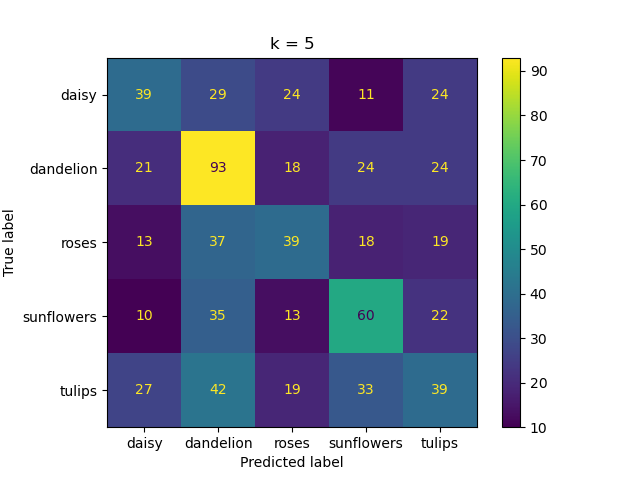 k = 5
True label
daisy 39 29 24 11 24
dandelion 21 93 18 24 24
roses 13 37 39 18 19
sunflowers 10 35 13 60 22
tulips 27 42 19 33 39
daisy dandelion roses sunflowers tulips
Predicted label
90
80
70
60
50
40
30
20
10